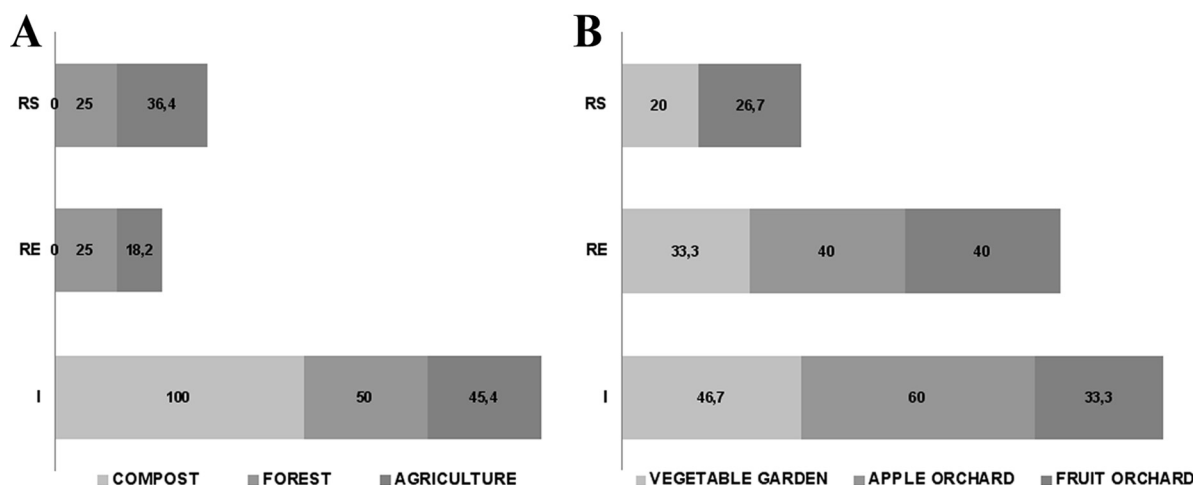 A
RS 0 25 36,4
RE 0 25 18,2
I 100 50 45,4
COMPOST FOREST AGRICULTURE
B
RS 20 26,7
RE 33,3 40 40
I 46,7 60 33,3
VEGETABLE GARDEN APPLE ORCHARD FRUIT ORCHARD